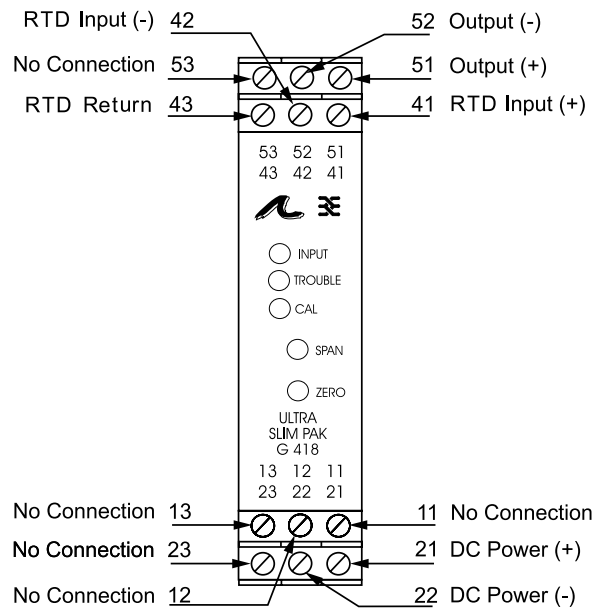 RTD Input (-) 42
52 Output (-)
No Connection 53
51 Output (+)
RTD Return 43
41 RTD Input (+)
53 52 51
43 42 41
INPUT
TROUBLE
CAL
SPAN
ZERO
ULTRA
SLIM PAK
G 418
13 12 11
23 22 21
No Connection 13
11 No Connection
No Connection 23
21 DC Power (+)
No Connection 12
22 DC Power (-)